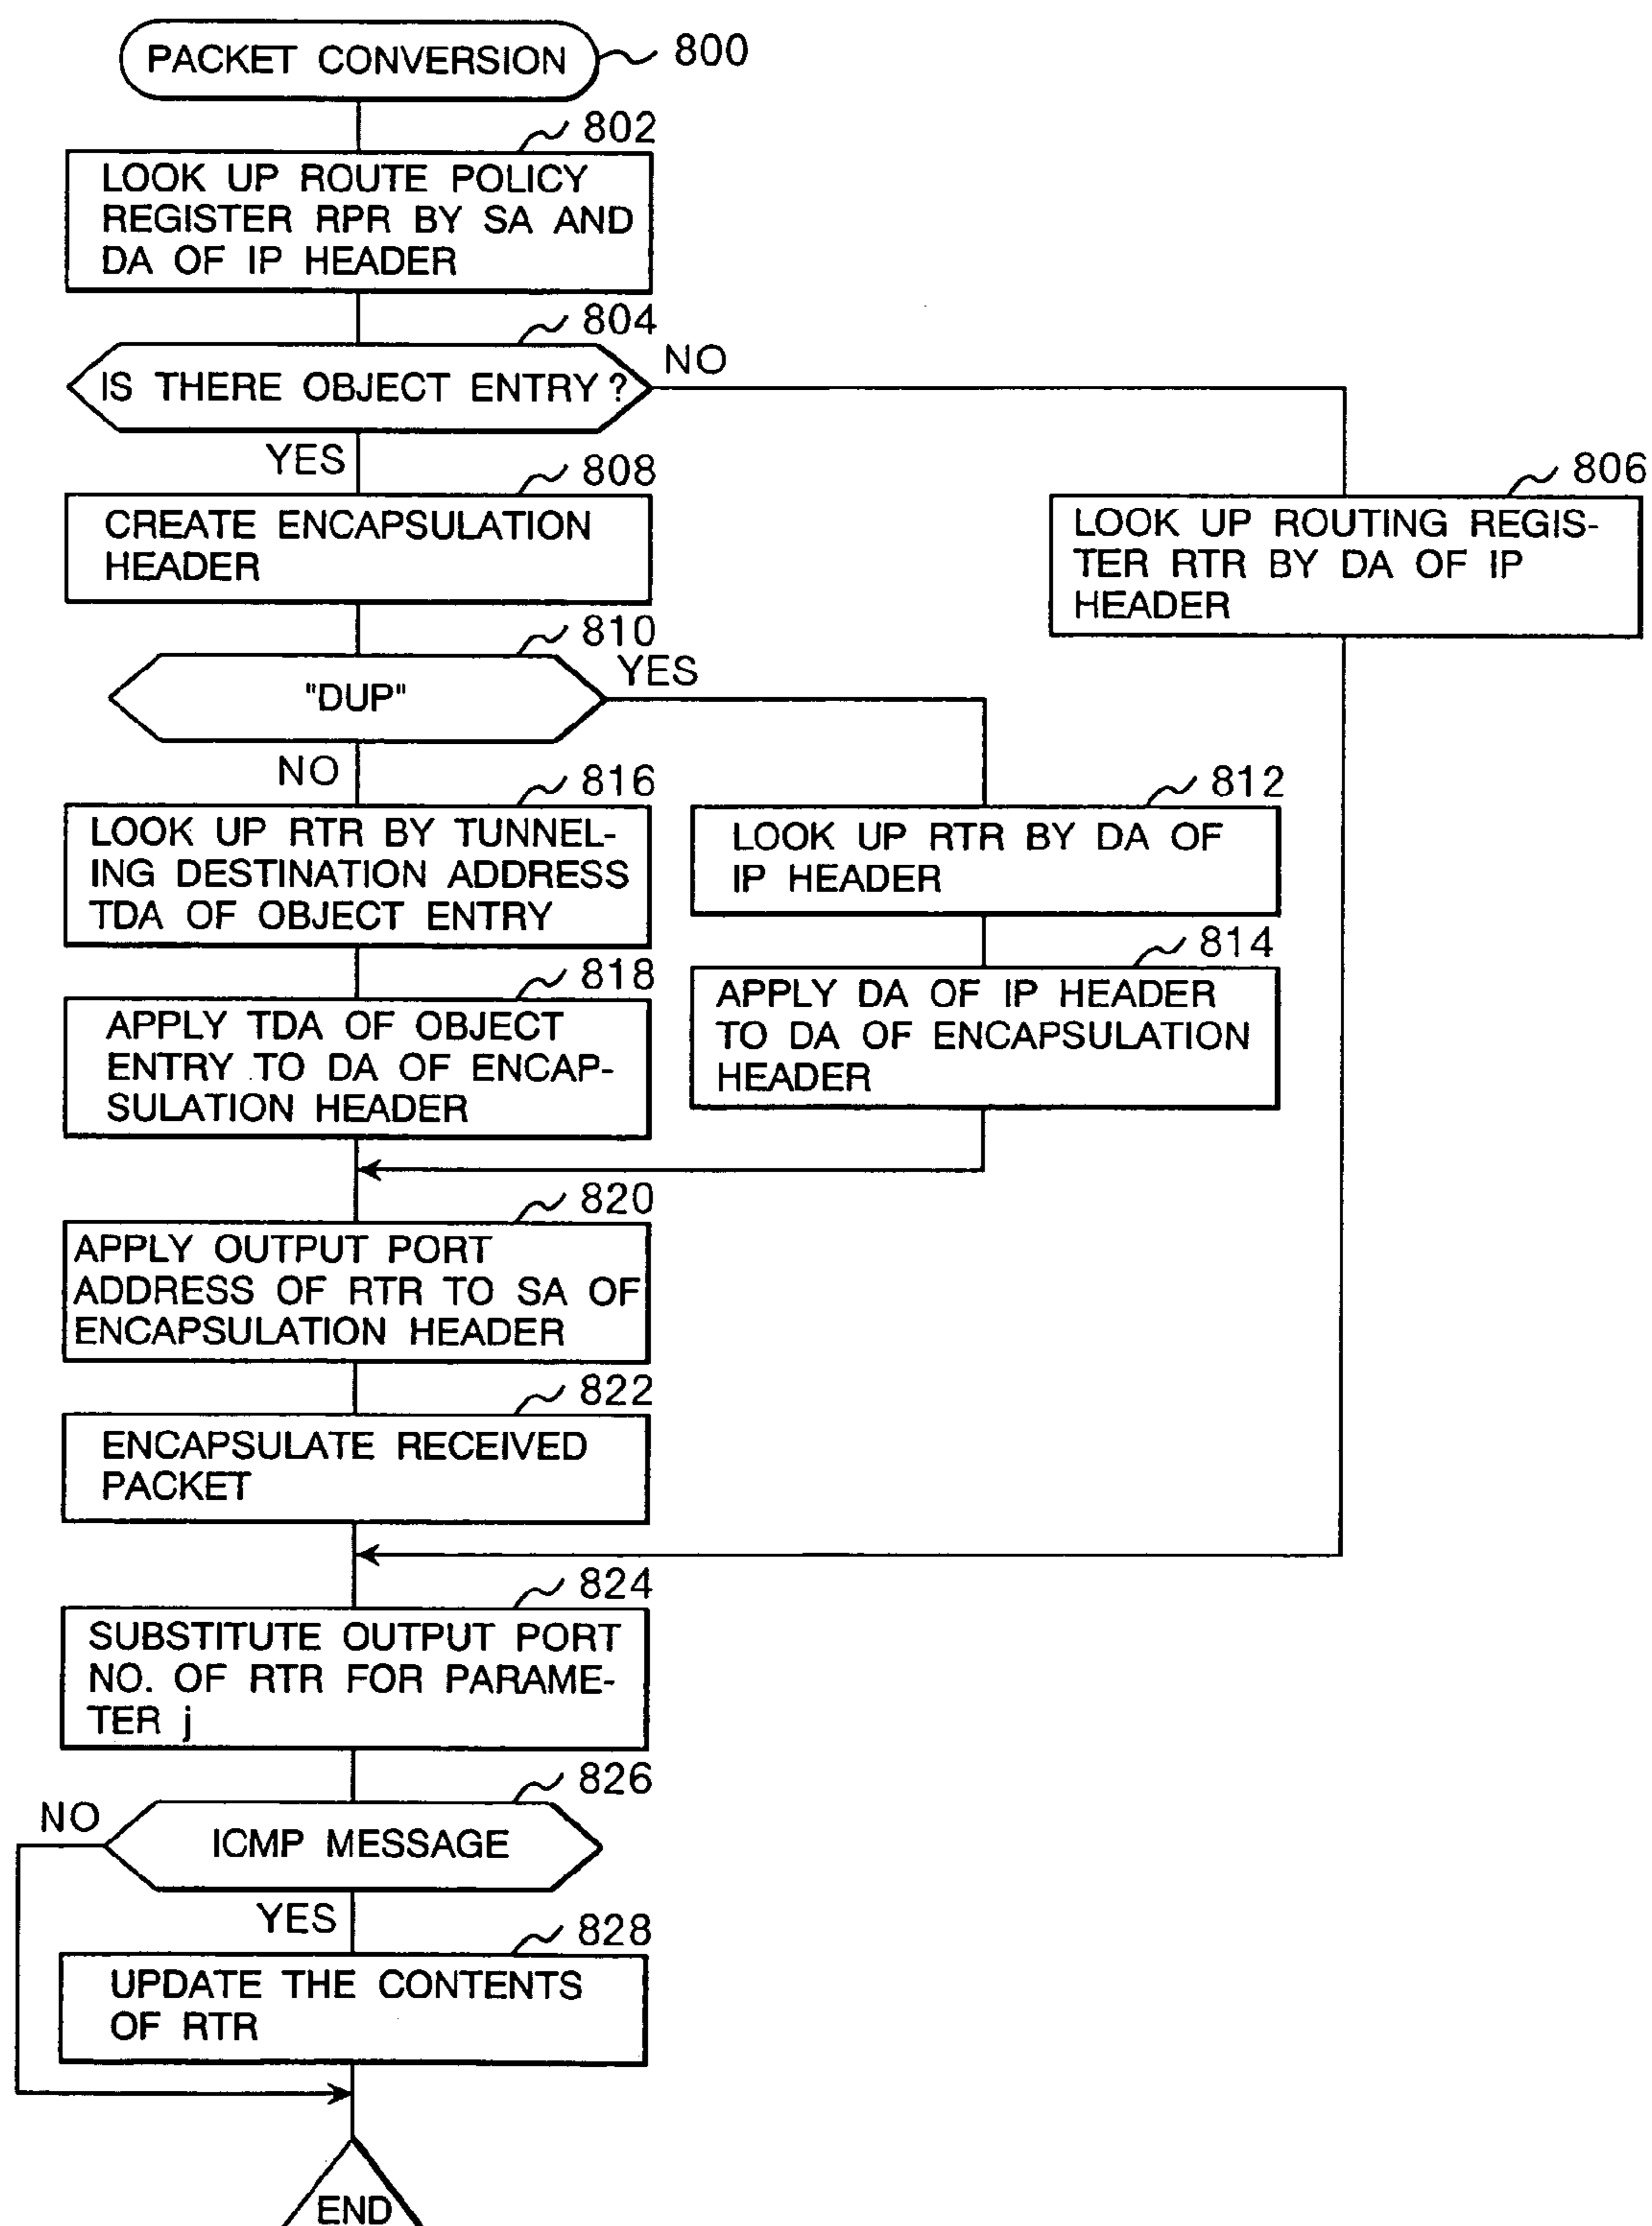 PACKET CONVERSION
800
802
LOOK UP ROUTE POLICY
REGISTER RPR BY SA AND
DA OF IP HEADER
804
IS THERE OBJECT ENTRY?
NO
YES
808
CREATE ENCAPSULATION
HEADER
806
LOOK UP ROUTING REGIS-
TER RTR BY DA OF IP
HEADER
810
"DUP"
YES
NO
816
LOOK UP RTR BY TUNNEL-
ING DESTINATION ADDRESS
TDA OF OBJECT ENTRY
812
LOOK UP RTR BY DA OF
IP HEADER
818
APPLY TDA OF OBJECT
ENTRY TO DA OF ENCAP-
SULATION HEADER
814
APPLY DA OF IP HEADER
TO DA OF ENCAPSULATION
HEADER
820
APPLY OUTPUT PORT
ADDRESS OF RTR TO SA OF
ENCAPSULATION HEADER
822
ENCAPSULATE RECEIVED
PACKET
824
SUBSTITUTE OUTPUT PORT
NO. OF RTR FOR PARAME-
TER j
826
NO
ICMP MESSAGE
YES
828
UPDATE THE CONTENTS
OF RTR
END